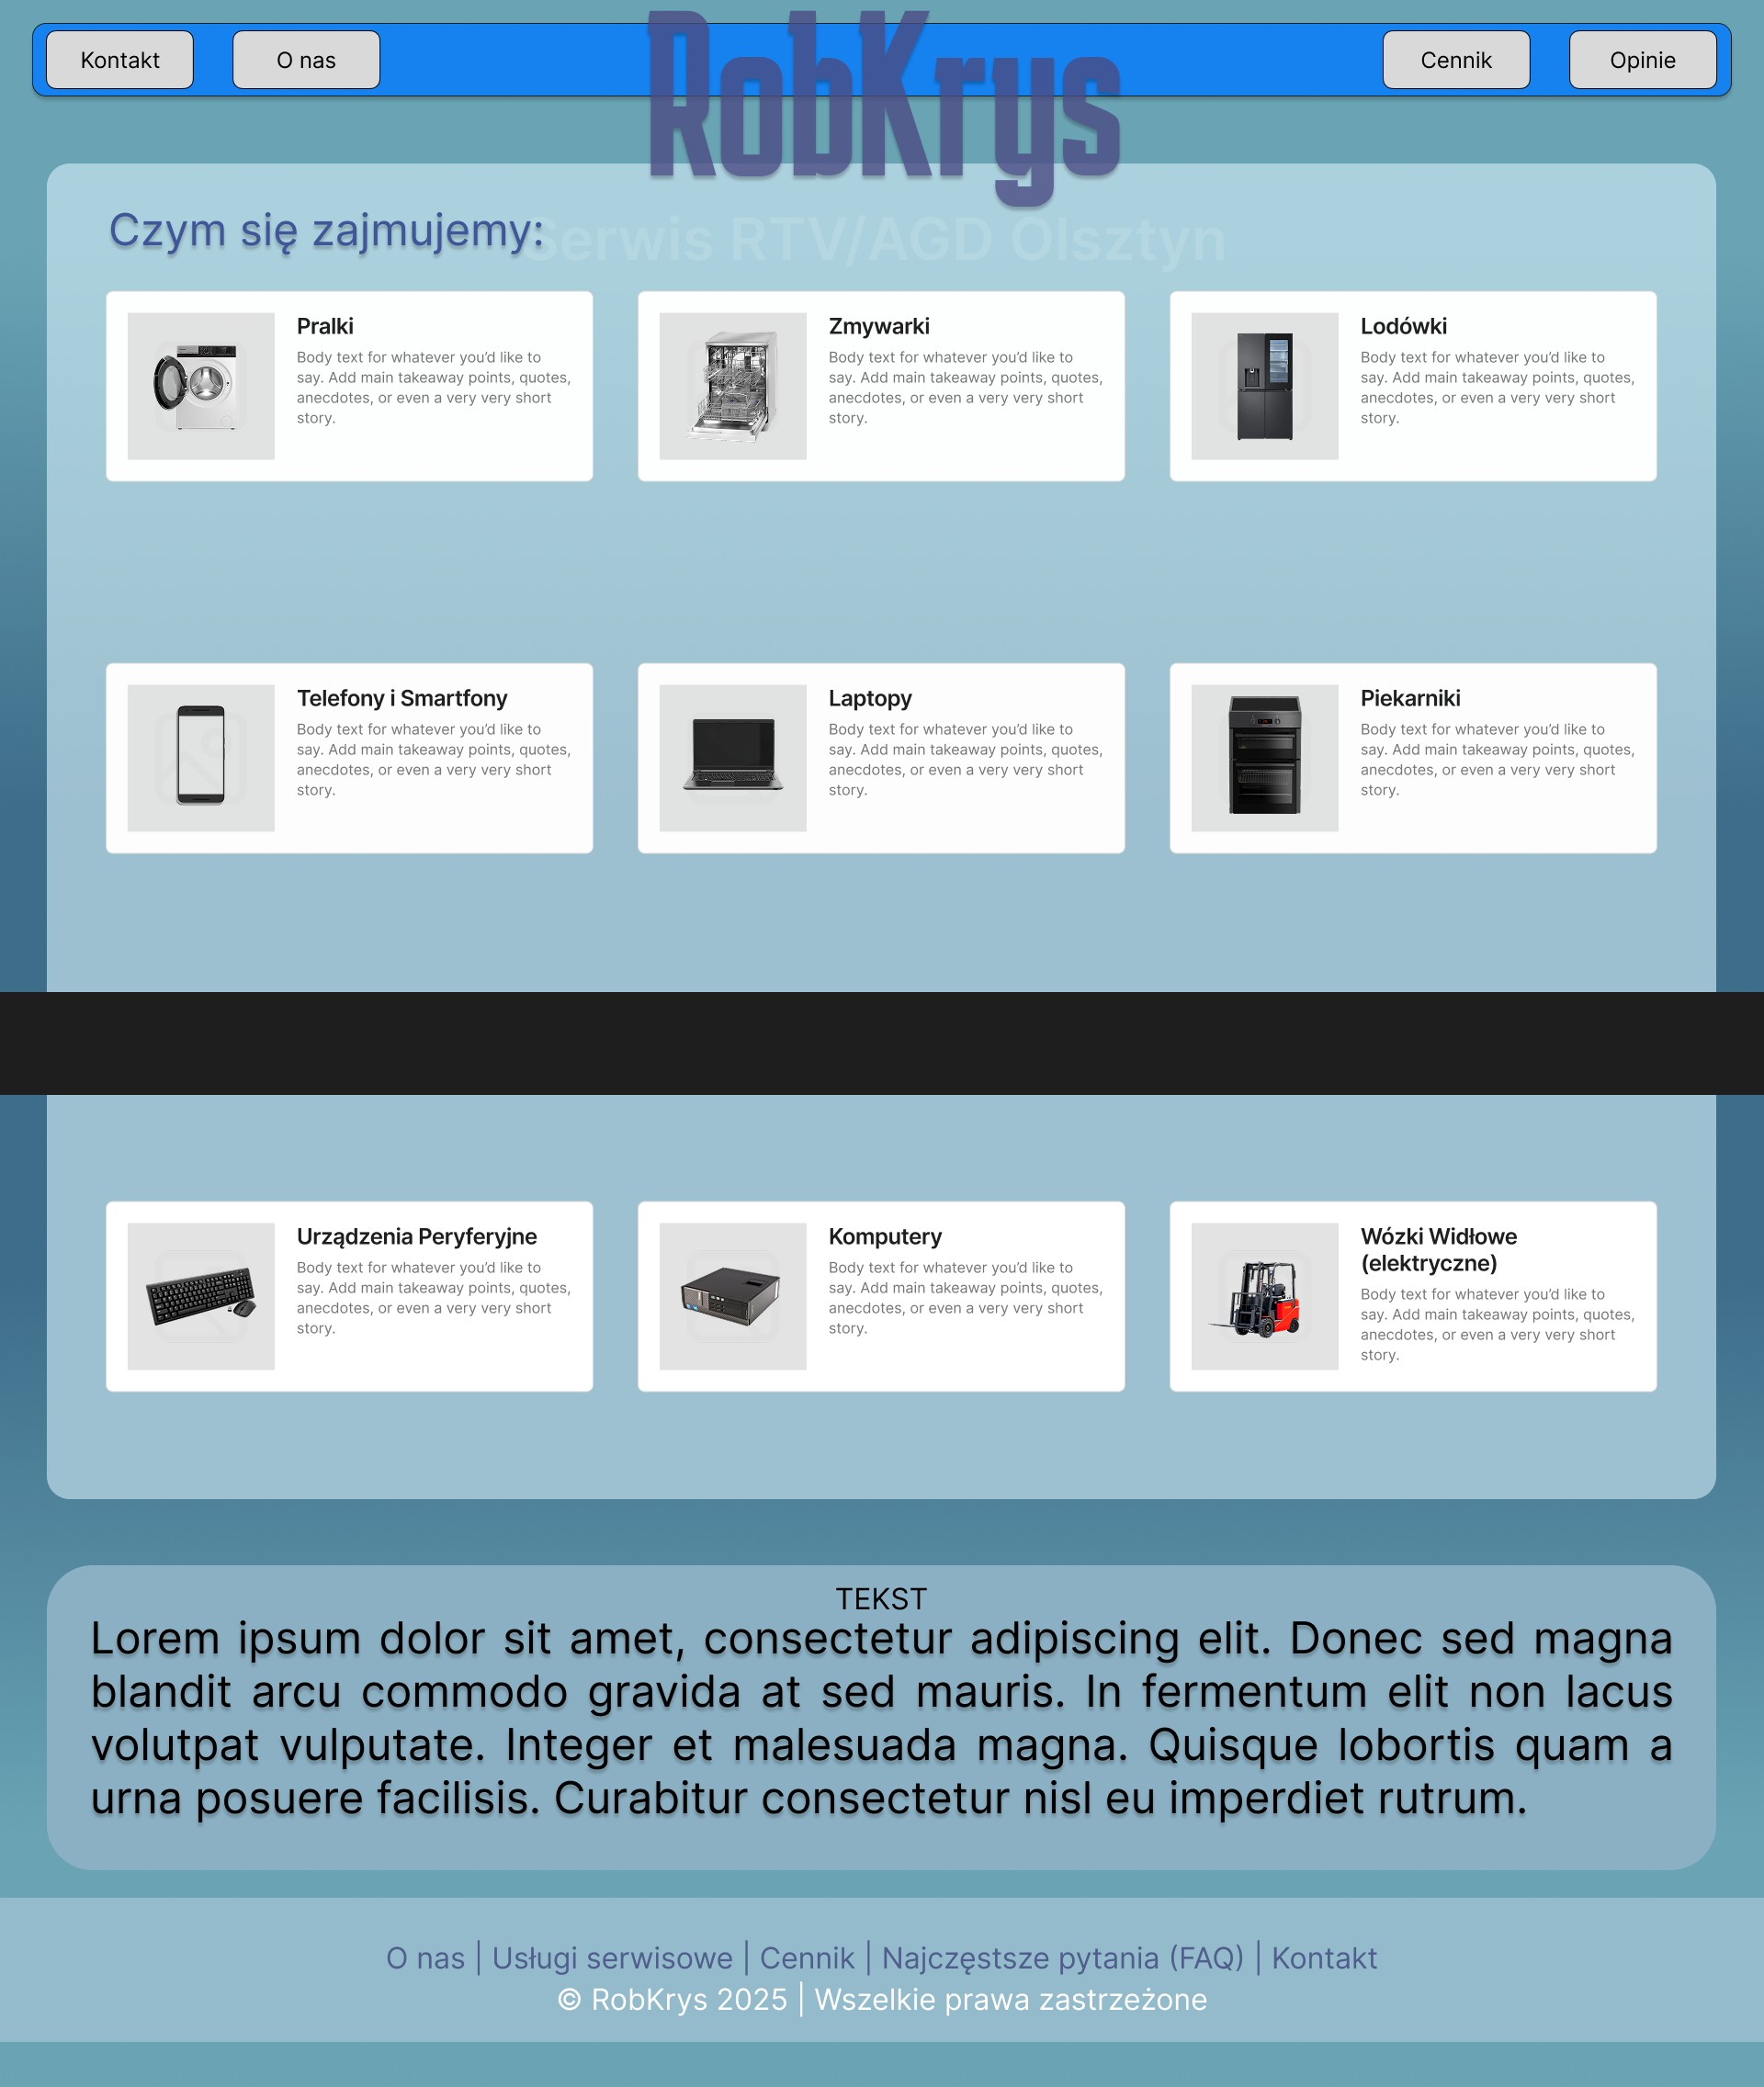 Kontakt
O nas
RobKrys
Cennik
Opinie
Czym się zajmujemy:
Serwis RTV/AGD Olsztyn
Pralki
Body text for whatever you’d like to
say. Add main takeaway points, quotes,
anecdotes, or even a very very short
story.
Zmywarki
Body text for whatever you’d like to
say. Add main takeaway points, quotes,
anecdotes, or even a very very short
story.
Lodówki
Body text for whatever you’d like to
say. Add main takeaway points, quotes,
anecdotes, or even a very very short
story.
Telefony i Smartfony
Body text for whatever you’d like to
say. Add main takeaway points, quotes,
anecdotes, or even a very very short
story.
Laptopy
Body text for whatever you’d like to
say. Add main takeaway points, quotes,
anecdotes, or even a very very short
story.
Piekarniki
Body text for whatever you’d like to
say. Add main takeaway points, quotes,
anecdotes, or even a very very short
story.
Urządzenia Peryferyjne
Body text for whatever you’d like to
say. Add main takeaway points, quotes,
anecdotes, or even a very very short
story.
Komputery
Body text for whatever you’d like to
say. Add main takeaway points, quotes,
anecdotes, or even a very very short
story.
Wózki Widłowe
(elektryczne)
Body text for whatever you’d like to
say. Add main takeaway points, quotes,
anecdotes, or even a very very short
story.
TEKST
Lorem ipsum dolor sit amet, consectetur adipiscing elit. Donec sed magna
blandit arcu commodo gravida at sed mauris. In fermentum elit non lacus
volutpat vulputate. Integer et malesuada magna. Quisque lobortis quam a
urna posuere facilisis. Curabitur consectetur nisl eu imperdiet rutrum.
O nas | Usługi serwisowe | Cennik | Najczęstsze pytania (FAQ) | Kontakt
© RobKrys 2025 | Wszelkie prawa zastrzeżone